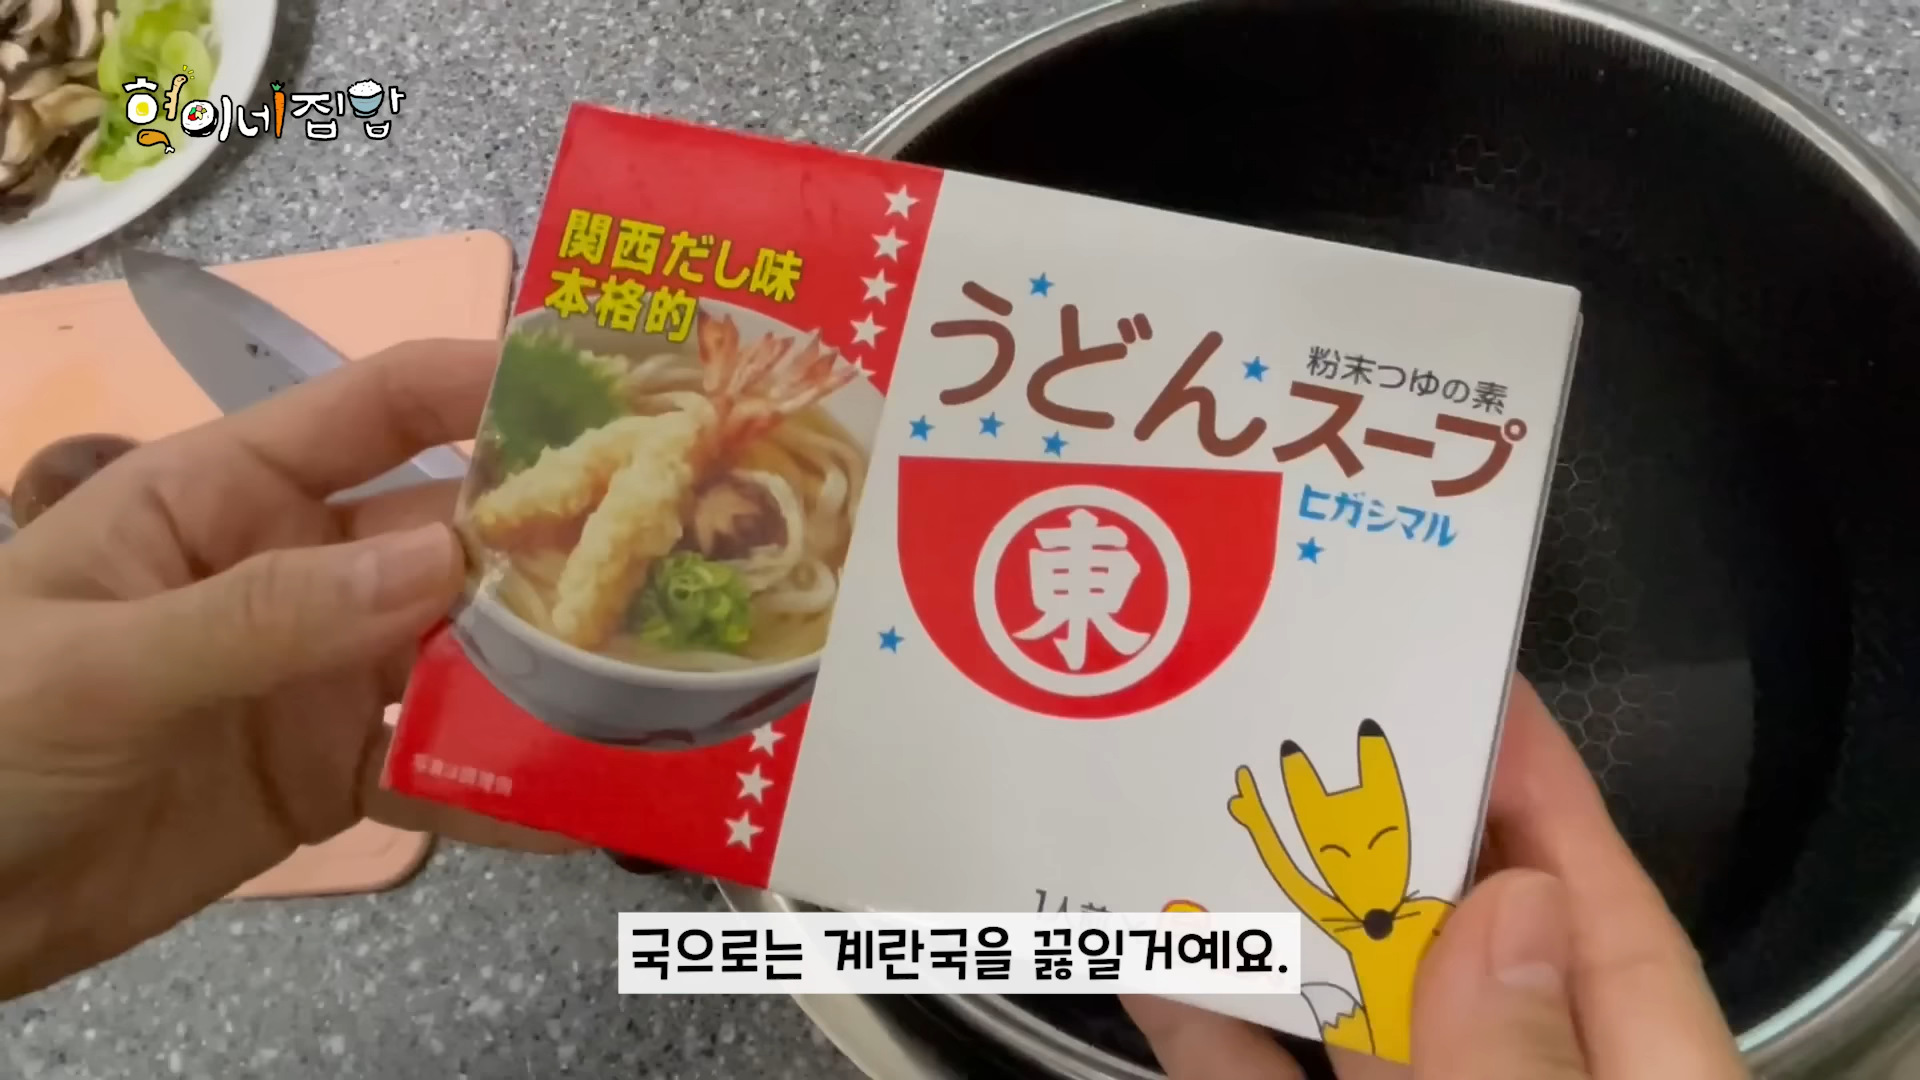 혁이네집밥
関西だし味
本格的
粉末つゆの素
うどんスープ
ヒガシマル
東
国으로는 계란국을 끓일거예요.